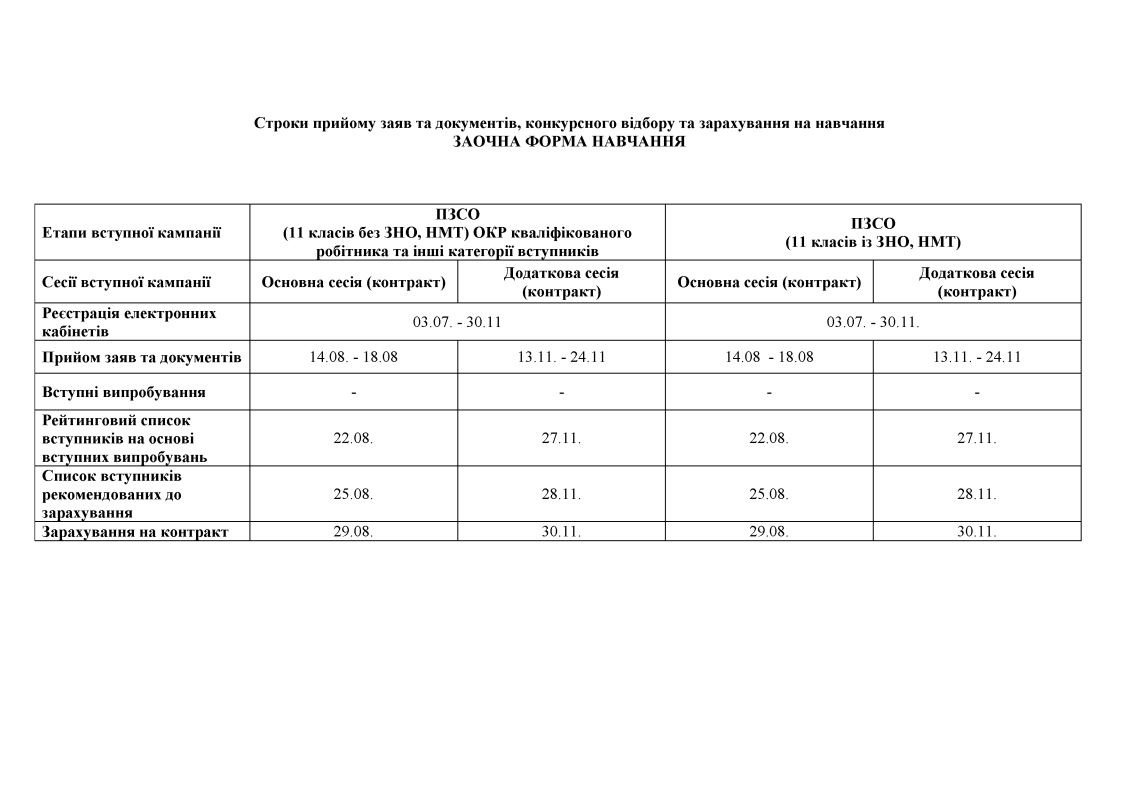 Строки прийому заяв та документів, конкурсного відбору та зарахування на навчання
ЗАОЧНА ФОРМА НАВЧАННЯ
Етапи вступної кампанії
ПЗСО
(11 класів без ЗНО, НМТ) ОКР кваліфікованого
робітника та інші категорії вступників
ПЗСО
(11 класів із ЗНО, НМТ)
Сесії вступної кампанії
Основна сесія (контракт)
Додаткова сесія
(контракт)
Основна сесія (контракт)
Додаткова сесія
(контракт)
Реєстрація електронних
кабінетів
03.07. - 30.11
03.07. - 30.11.
Прийом заяв та документів
14.08. - 18.08
13.11. - 24.11
14.08  - 18.08
13.11. - 24.11
Вступні випробування
-
-
-
-
Рейтинговий список
вступників на основі
вступних випробувань
22.08.
27.11.
22.08.
27.11.
Список вступників
рекомендованих до
зарахування
25.08.
28.11.
25.08.
28.11.
Зарахування на контракт
29.08.
30.11.
29.08.
30.11.